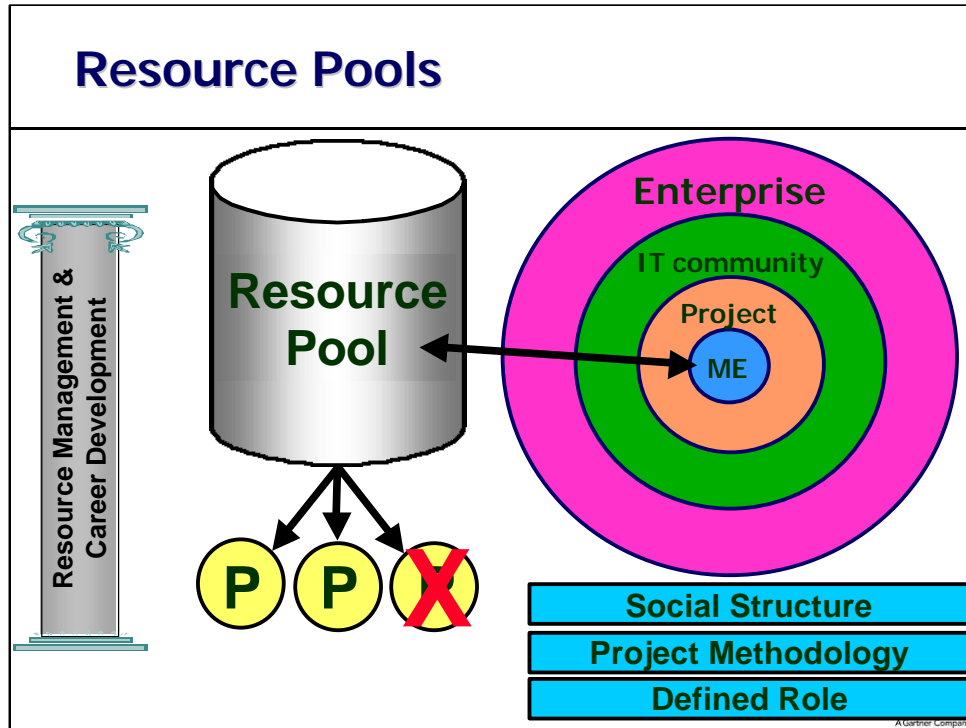 Resource Pools
Resource Management &
Career Development
Resource
Pool
Enterprise
IT community
Project
ME
P
P
P
X
Social Structure
Project Methodology
Defined Role
A Gartner Compan